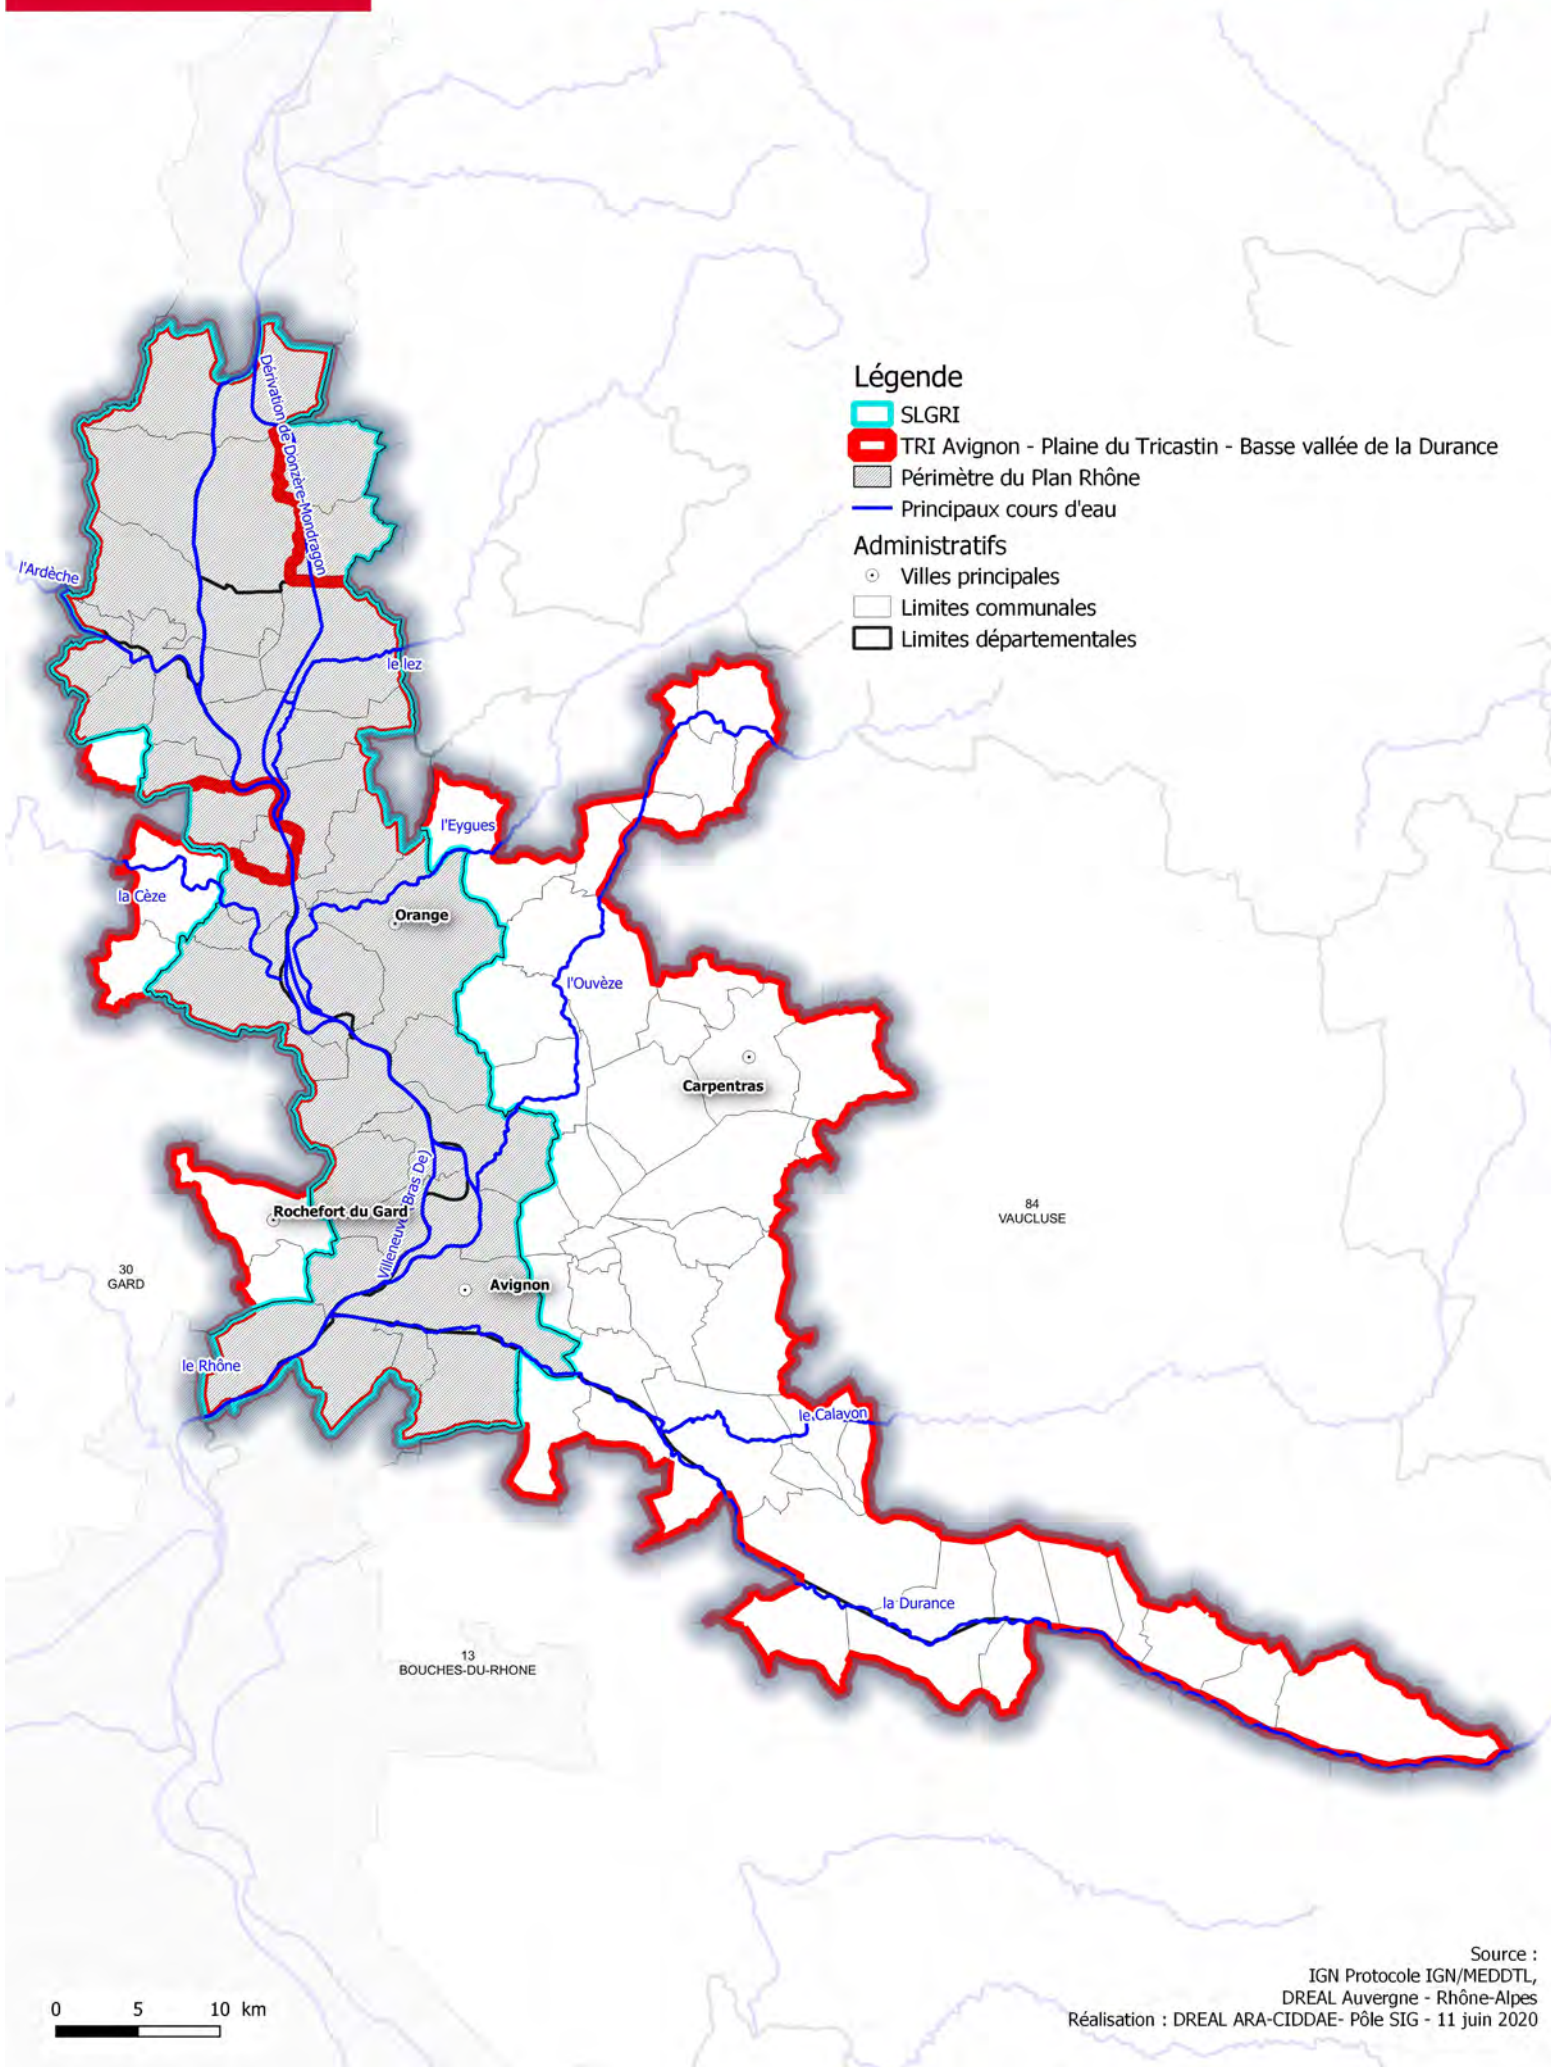 Légende
SLGRI
TRI Avignon - Plaine du Tricastin - Basse vallée de la Durance
Périmètre du Plan Rhône
Principaux cours d'eau
Administratifs
Villes principales
Limites communales
Limites départementales
Dérivation de Donzère-Mondragon
l'Ardèche
le lez
l'Eygues
la Cèze
Orange
l'Ouvèze
Carpentras
Villeneuve (Bras De)
Rochefort du Gard
84
VAUCLUSE
30
GARD
Avignon
le Rhône
le Calavon
la Durance
13
BOUCHES-DU-RHONE
Source :
IGN Protocole IGN/MEDDTL,
DREAL Auvergne - Rhône-Alpes
Réalisation : DREAL ARA-CIDDAE- Pôle SIG - 11 juin 2020
0 5 10 km